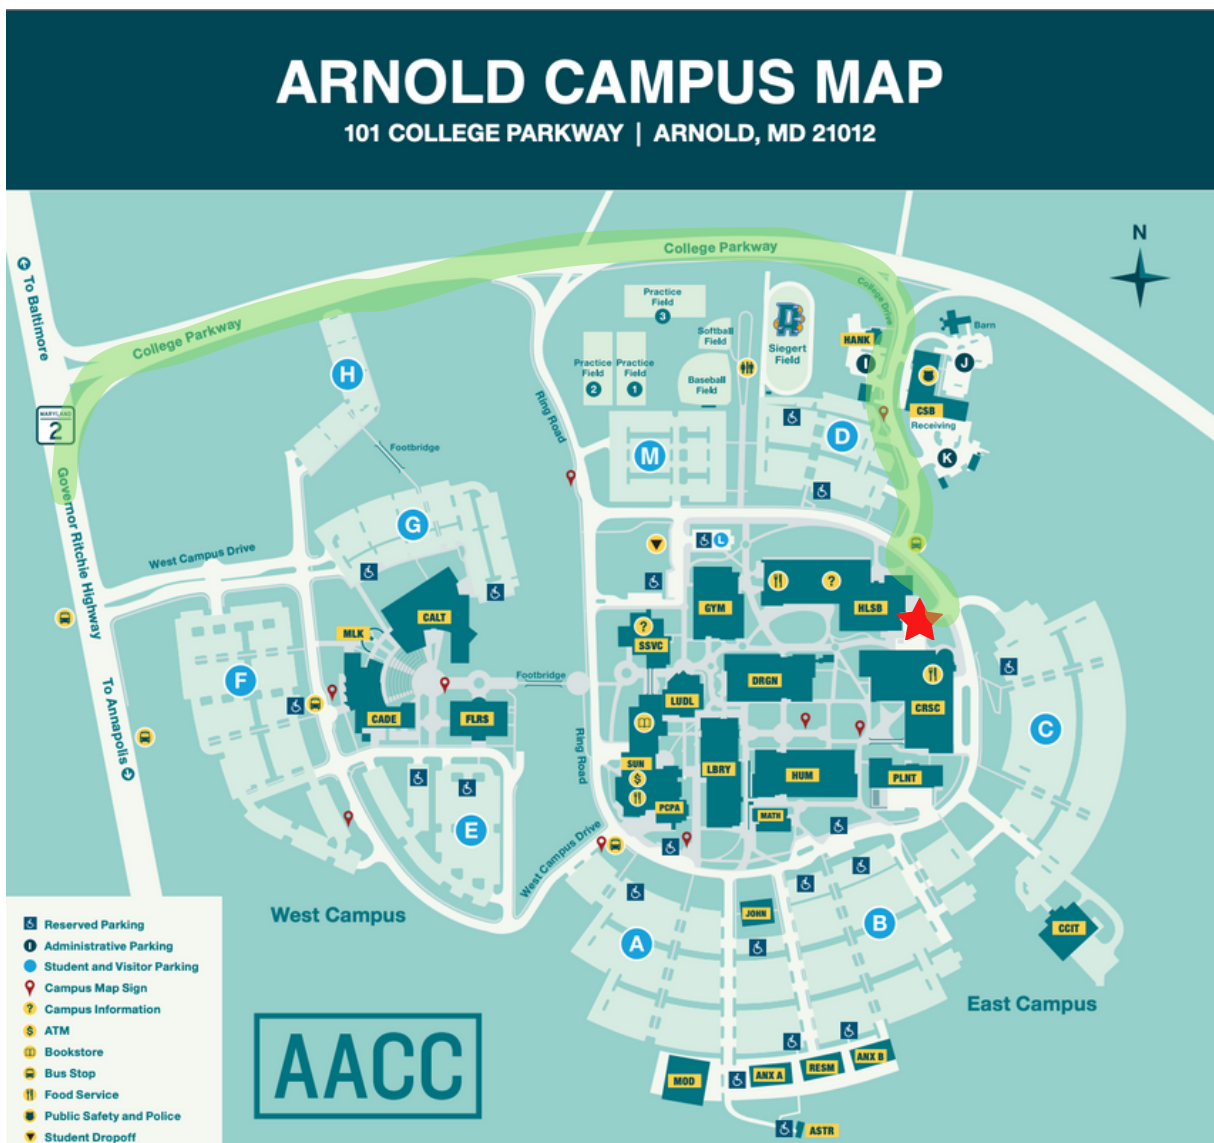 ARNOLD CAMPUS MAP
101 COLLEGE PARKWAY | ARNOLD, MD 21012
N
To Baltimore
College Parkway
College Parkway
College Drive
Practice
Field
3
Practice
Field
2
Practice
Field
1
Softball
Field
Baseball
Field
Siegert
Field
HANK
I
Barn
J
CSB
Receiving
K
H
MARYLAND
2
Ring Road
Footbridge
M
D
G
Governor Ritchie Highway
West Campus Drive
L
GYM
?
HLSB
CALT
MLK
?
SSVC
F
Footbridge
DRGN
LUDL
CRSC
CADE
FLRS
To Annapolis
C
Ring Road
SUN
$
LBRY
HUM
PLNT
PCPA
MATH
E
West Campus Drive
West Campus
JOHN
A
B
CCIT
East Campus
MOD
ANX A
RESM
ANX B
ASTR
AACC
Reserved Parking
I Administrative Parking
Student and Visitor Parking
Campus Map Sign
? Campus Information
$ ATM
Bookstore
Bus Stop
Food Service
Public Safety and Police
Student Dropoff